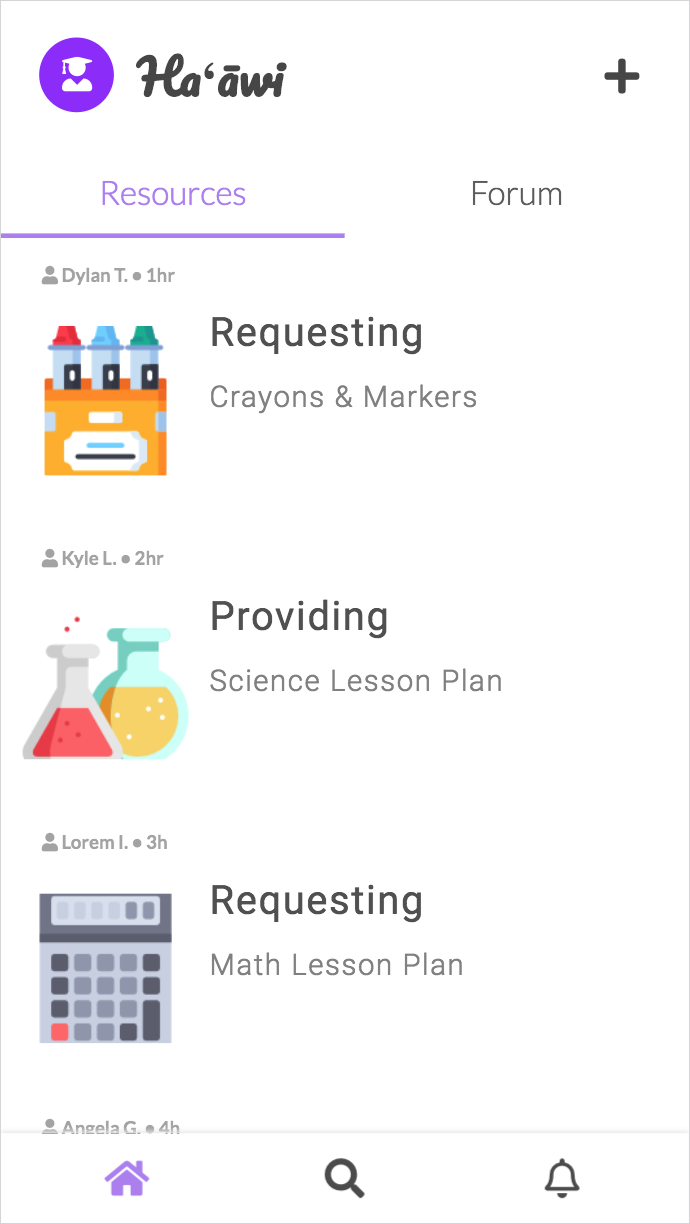 Haʻāwi
Resources
Forum
Dylan T. • 1hr
Requesting
Crayons & Markers
Kyle L. • 2hr
Providing
Science Lesson Plan
Lorem I. • 3h
Requesting
Math Lesson Plan
Angela G. • 4h